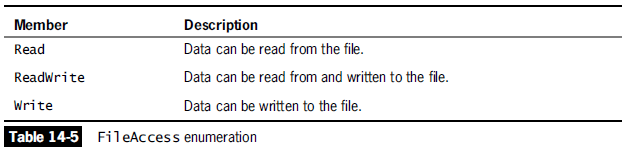 Member Description
Read Data can be read from the file.
ReadWrite Data can be read from and written to the file.
Write Data can be written to the file.
Table 14-5 FileAccess enumeration